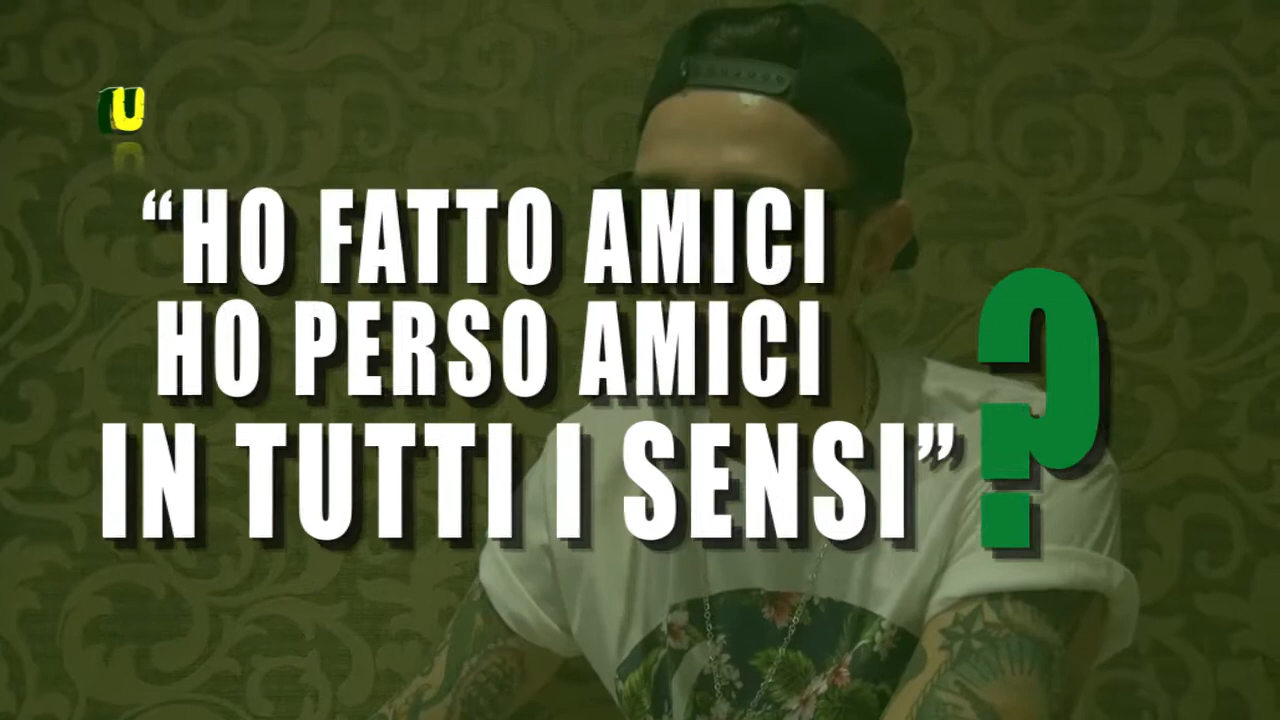 U
“HO FATTO AMICI
HO PERSO AMICI
IN TUTTI I SENSI”?